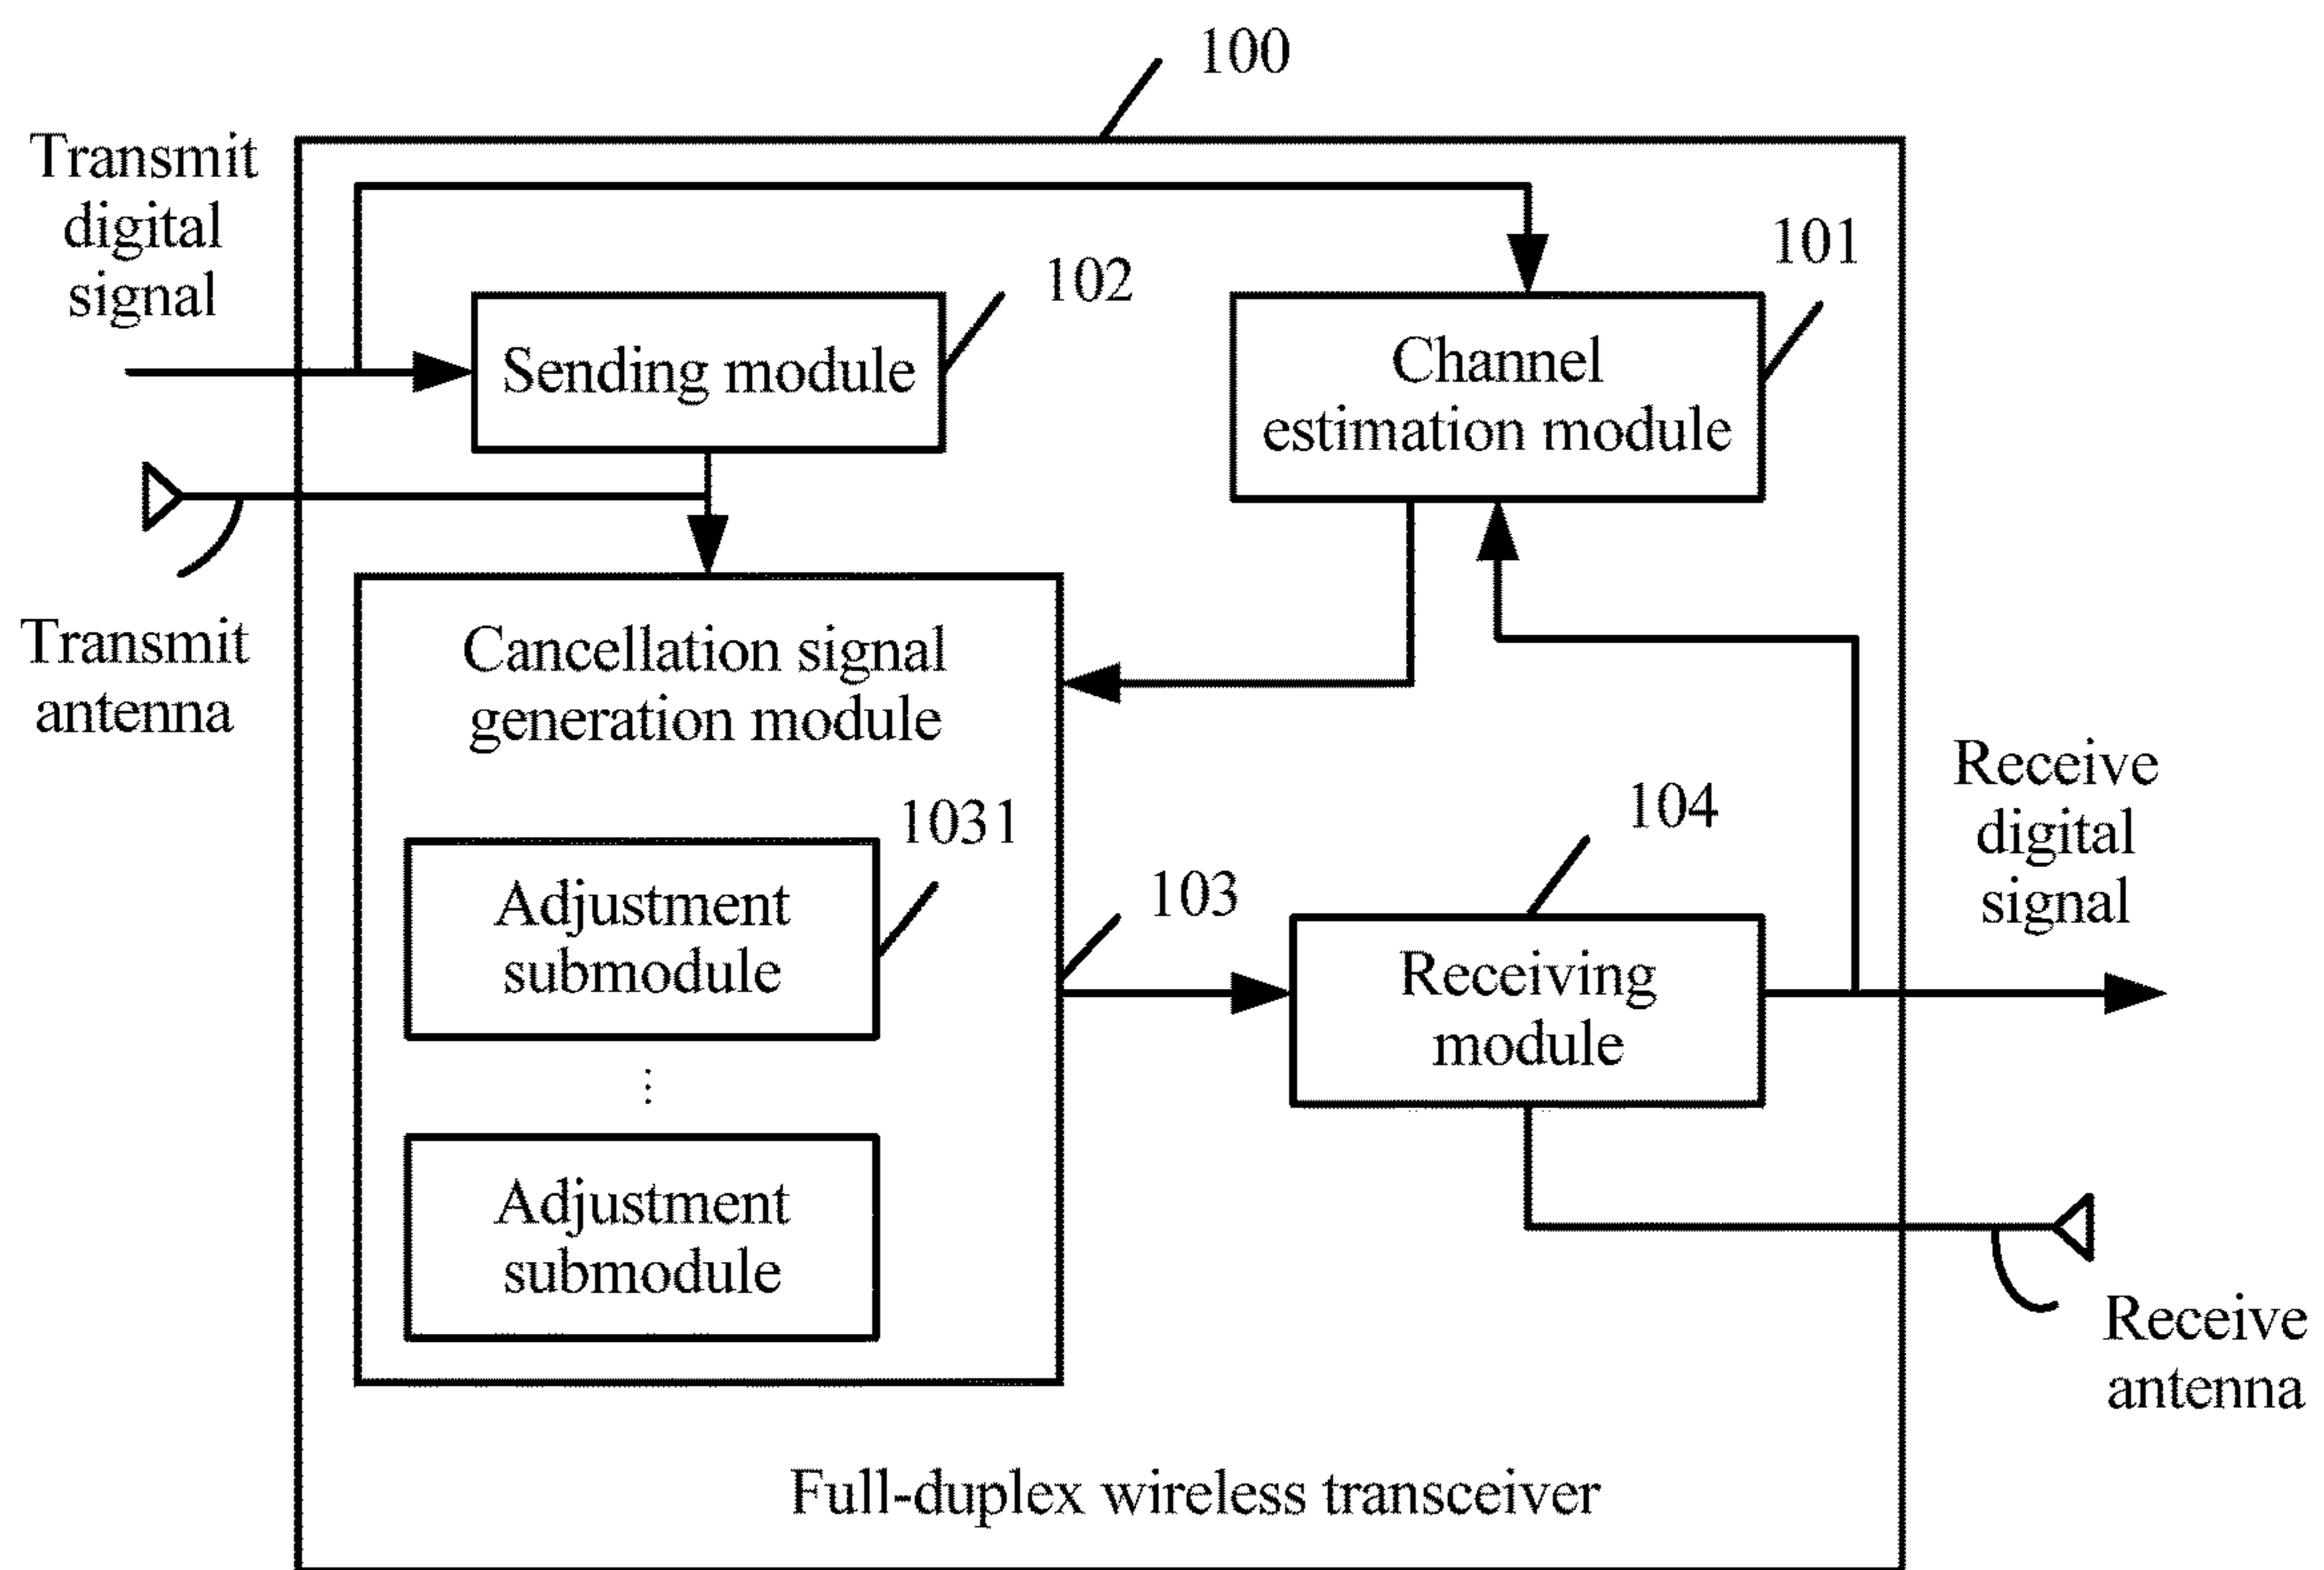 100
Transmit
digital
signal
101
102
Sending module
Channel
estimation module
Transmit
antenna
Cancellation signal
generation module
1031
Adjustment
submodule
⋮
Adjustment
submodule
103
104
Receiving
module
Receive
digital
signal
Receive
antenna
Full-duplex wireless transceiver